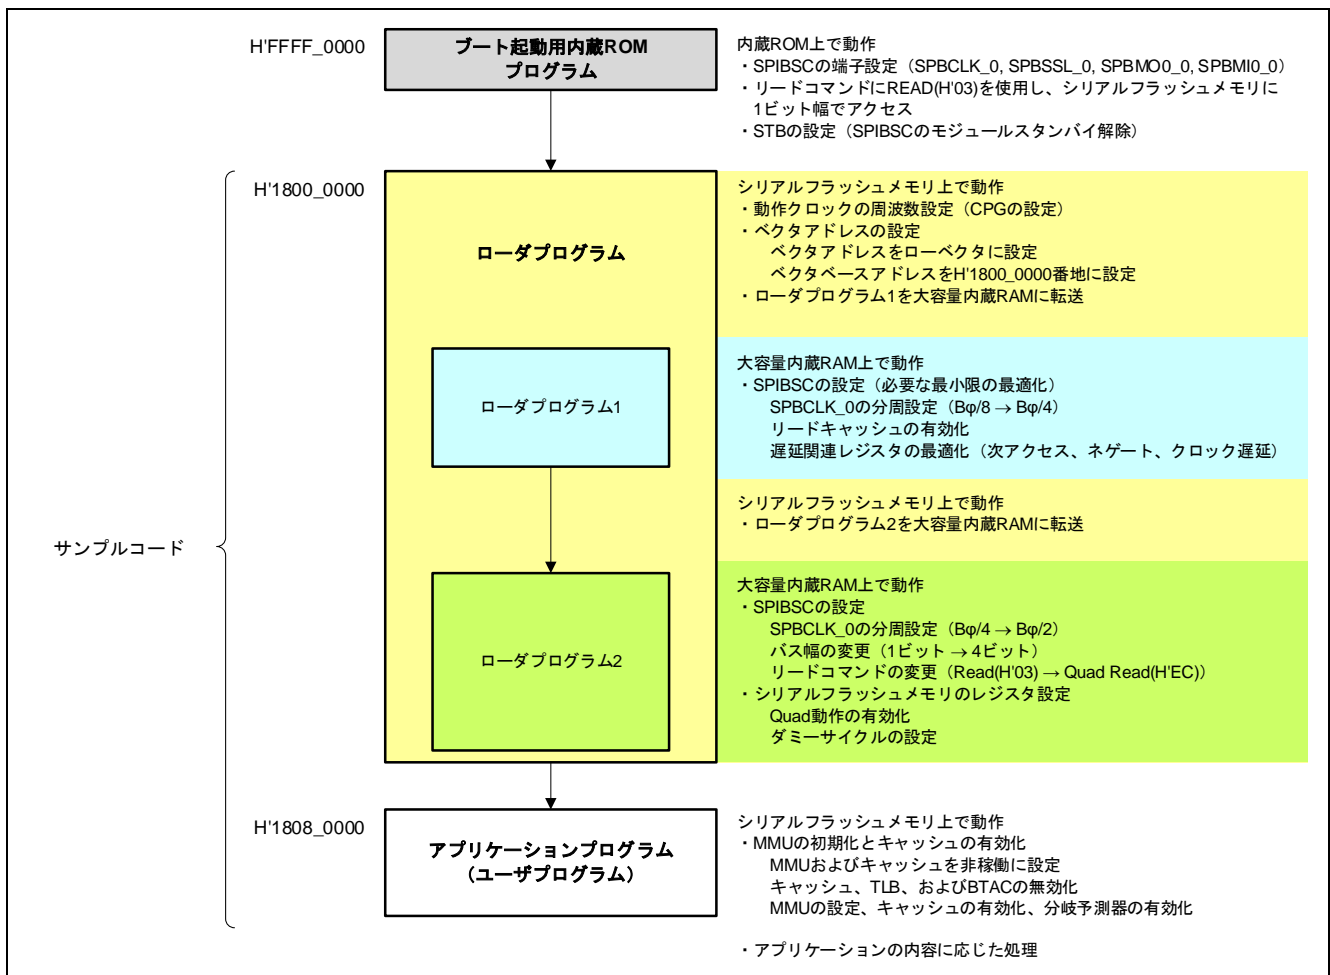 H'FFFF_0000
ブート起動用内蔵ROM
プログラム
内蔵ROM上で動作
・SPIBSCの端子設定（SPBCLK_0, SPBSSL_0, SPBMO0_0, SPBMI0_0）
・リードコマンドにREAD(H'03)を使用し、シリアルフラッシュメモリに
1ビット幅でアクセス
・STBの設定（SPIBSCのモジュールスタンバイ解除）
サンプルコード
H'1800_0000
ローダプログラム
シリアルフラッシュメモリ上で動作
・動作クロックの周波数設定（CPGの設定）
・ベクタアドレスの設定
ベクタアドレスをローベクタに設定
ベクタベースアドレスをH'1800_0000番地に設定
・ローダプログラム1を大容量内蔵RAMに転送
ローダプログラム1
大容量内蔵RAM上で動作
・SPIBSCの設定（必要な最小限の最適化）
SPBCLK_0の分周設定（Bφ/8 → Bφ/4）
リードキャッシュの有効化
遅延関連レジスタの最適化（次アクセス、ネゲート、クロック遅延）
シリアルフラッシュメモリ上で動作
・ローダプログラム2を大容量内蔵RAMに転送
ローダプログラム2
大容量内蔵RAM上で動作
・SPIBSCの設定
SPBCLK_0の分周設定（Bφ/4 → Bφ/2）
バス幅の変更（1ビット → 4ビット）
リードコマンドの変更（Read(H'03) → Quad Read(H'EC)）
・シリアルフラッシュメモリのレジスタ設定
Quad動作の有効化
ダミーサイクルの設定
H'1808_0000
アプリケーションプログラム
（ユーザプログラム）
シリアルフラッシュメモリ上で動作
・MMUの初期化とキャッシュの有効化
MMUおよびキャッシュを非稼働に設定
キャッシュ、TLB、およびBTACの無効化
MMUの設定、キャッシュの有効化、分岐予測器の有効化
・アプリケーションの内容に応じた処理